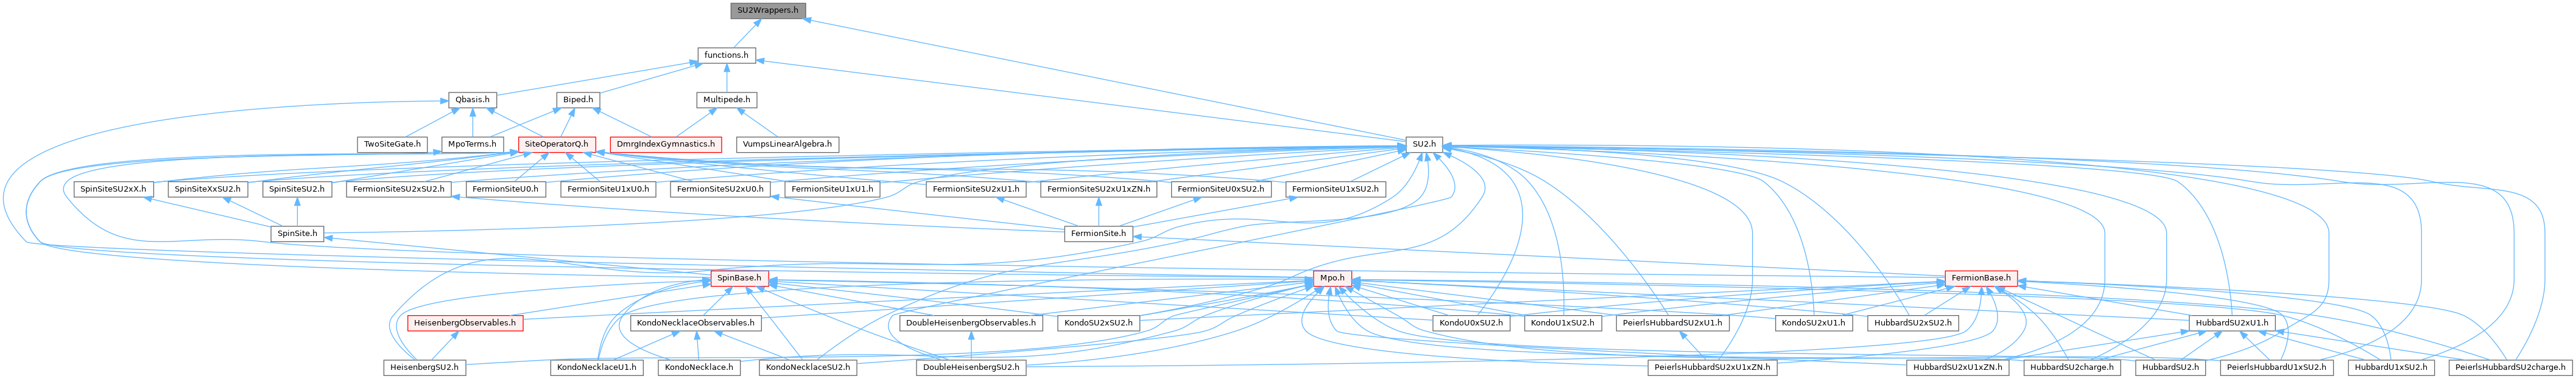 SU2Wrappers.h
functions.h
Qbasis.h
Biped.h
Multipede.h
TwoSiteGate.h
MpoTerms.h
SiteOperatorQ.h
DmrgIndexGymnastics.h
VumpsLinearAlgebra.h
SU2.h
SpinSiteSU2xX.h
SpinSiteXxSU2.h
SpinSiteSU2.h
FermionSiteSU2xSU2.h
FermionSiteU0.h
FermionSiteU1xU0.h
FermionSiteSU2xU0.h
FermionSiteU1xU1.h
FermionSiteSU2xU1.h
FermionSiteSU2xU1xZN.h
FermionSiteU0xSU2.h
FermionSiteU1xSU2.h
SpinSite.h
FermionSite.h
SpinBase.h
Mpo.h
FermionBase.h
HeisenbergObservables.h
KondoNecklaceObservables.h
DoubleHeisenbergObservables.h
KondoSU2xSU2.h
KondoU0xSU2.h
KondoU1xSU2.h
PeierlsHubbardSU2xU1.h
KondoSU2xU1.h
HubbardSU2xSU2.h
HubbardSU2xU1.h
HeisenbergSU2.h
KondoNecklaceU1.h
KondoNecklace.h
KondoNecklaceSU2.h
DoubleHeisenbergSU2.h
PeierlsHubbardSU2xU1xZN.h
HubbardSU2xU1xZN.h
HubbardSU2charge.h
HubbardSU2.h
PeierlsHubbardU1xSU2.h
HubbardU1xSU2.h
PeierlsHubbardSU2charge.h